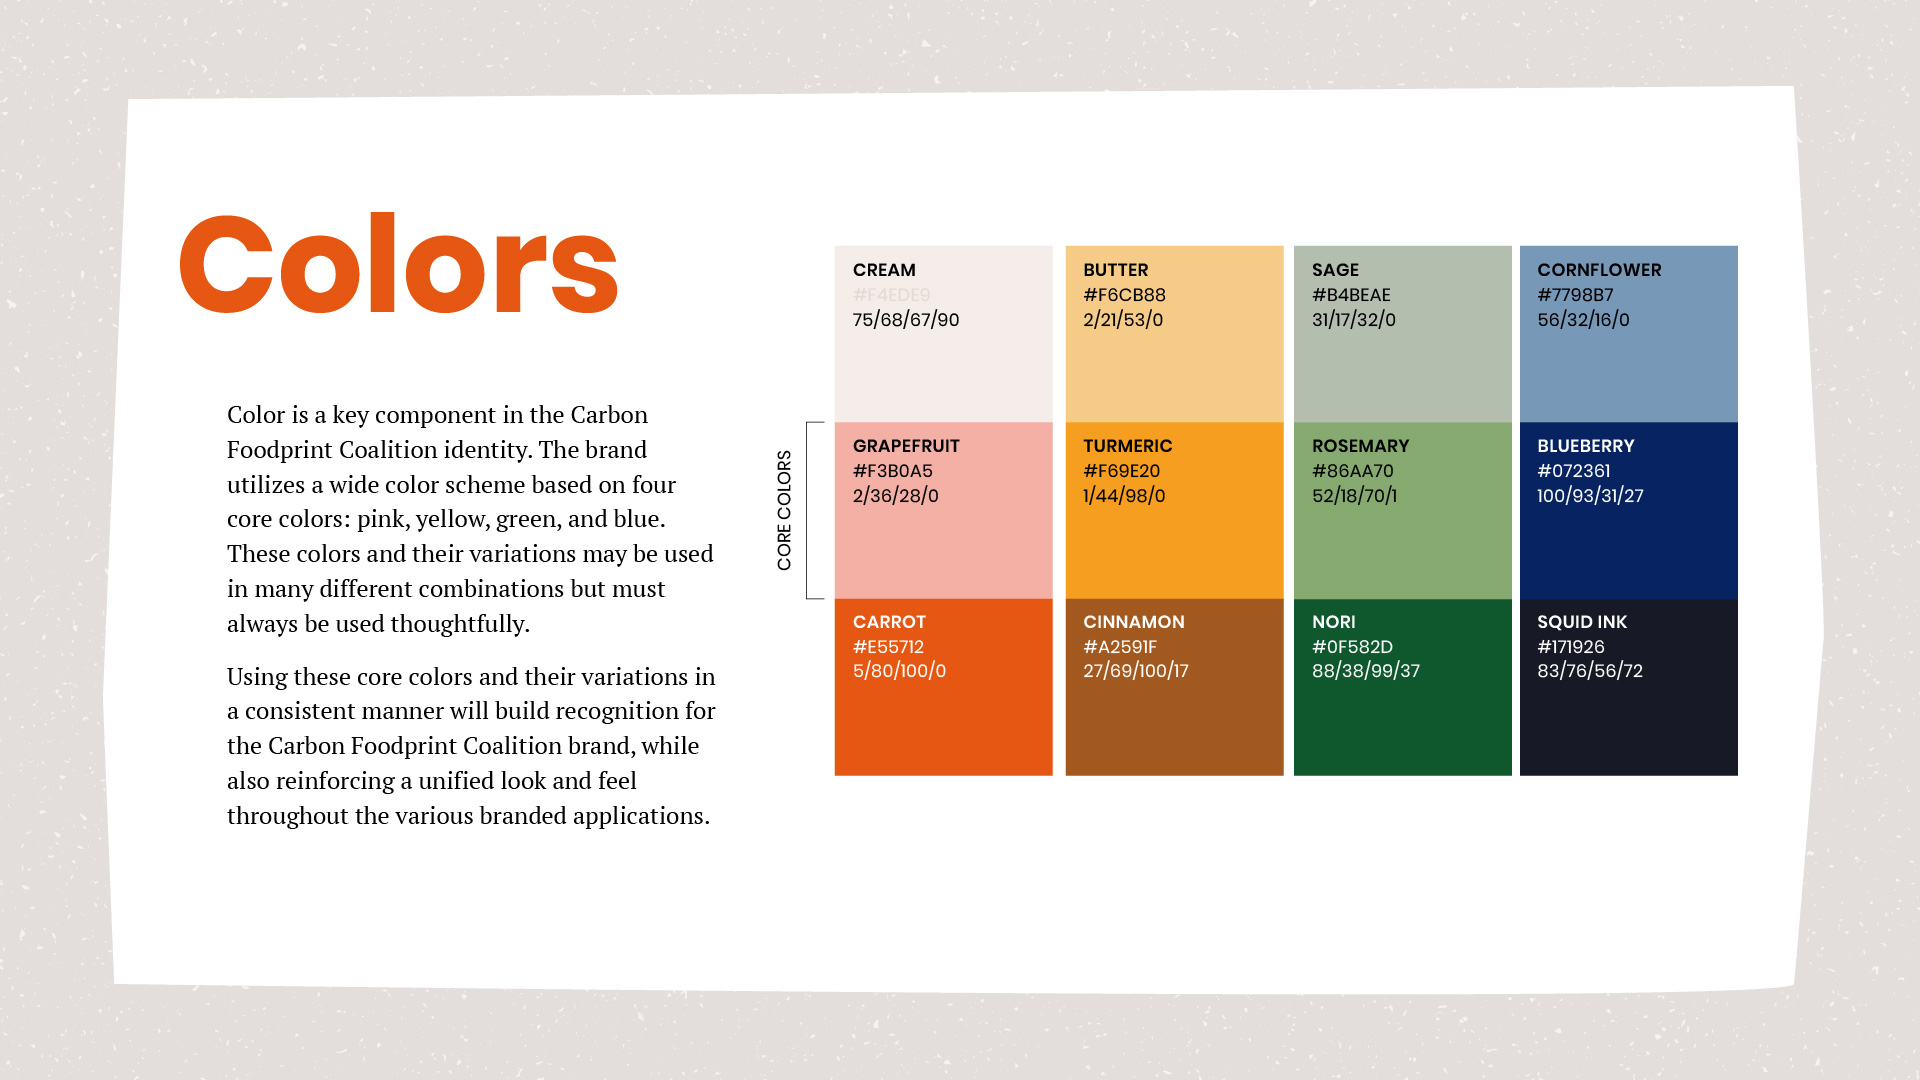 Colors
Color is a key component in the Carbon
Foodprint Coalition identity. The brand
utilizes a wide color scheme based on four
core colors: pink, yellow, green, and blue.
These colors and their variations may be used
in many different combinations but must
always be used thoughtfully.
Using these core colors and their variations in
a consistent manner will build recognition for
the Carbon Foodprint Coalition brand, while
also reinforcing a unified look and feel
throughout the various branded applications.
CORE COLORS
CREAM
#F4EDE9
75/68/67/90
BUTTER
#F6CB88
2/21/53/0
SAGE
#B4BEAE
31/17/32/0
CORNFLOWER
#7798B7
56/32/16/0
GRAPEFRUIT
#F3B0A5
2/36/28/0
TURMERIC
#F69E20
1/44/98/0
ROSEMARY
#86AA70
52/18/70/1
BLUEBERRY
#072361
100/93/31/27
CARROT
#E55712
5/80/100/0
CINNAMON
#A2591F
27/69/100/17
NORI
#0F582D
88/38/99/37
SQUID INK
#171926
83/76/56/72